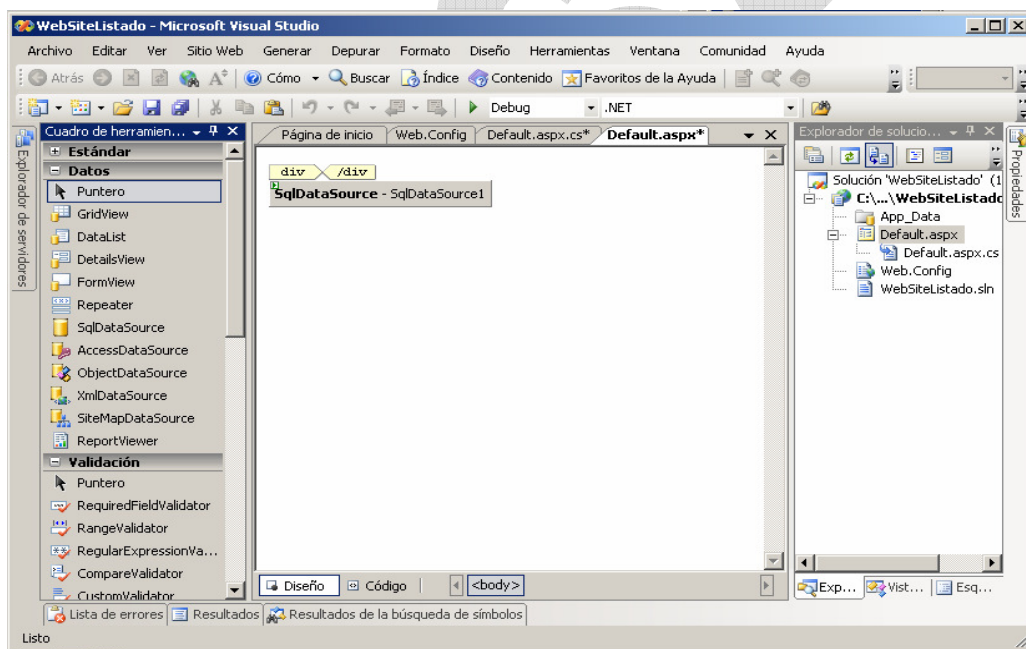 WebSiteListado - Microsoft Visual Studio
Archivo Editar Ver Sitio Web Generar Depurar Formato Diseño Herramientas Ventana Comunidad Ayuda
Atrás Cómo Buscar Índice Contenido Favoritos de la Ayuda
Debug .NET
Explorador de servidores
Cuadro de herramien...
Estándar
Datos
Puntero
GridView
DataList
DetailsView
FormView
Repeater
SqlDataSource
AccessDataSource
ObjectDataSource
XmlDataSource
SiteMapDataSource
ReportViewer
Validación
Puntero
RequiredFieldValidator
RangeValidator
RegularExpressionVa...
CompareValidator
CustomValidator
Página de inicio Web.Config Default.aspx.cs* Default.aspx*
div /div
SqlDataSource - SqlDataSource1
Diseño Código <body>
Explorador de solucio...
Solución 'WebSiteListado' (1
C:\...\WebSiteListado
App_Data
Default.aspx
Default.aspx.cs
Web.Config
WebSiteListado.sln
Exp... Vist... Esq...
Propiedades
Lista de errores Resultados Resultados de la búsqueda de símbolos
Listo